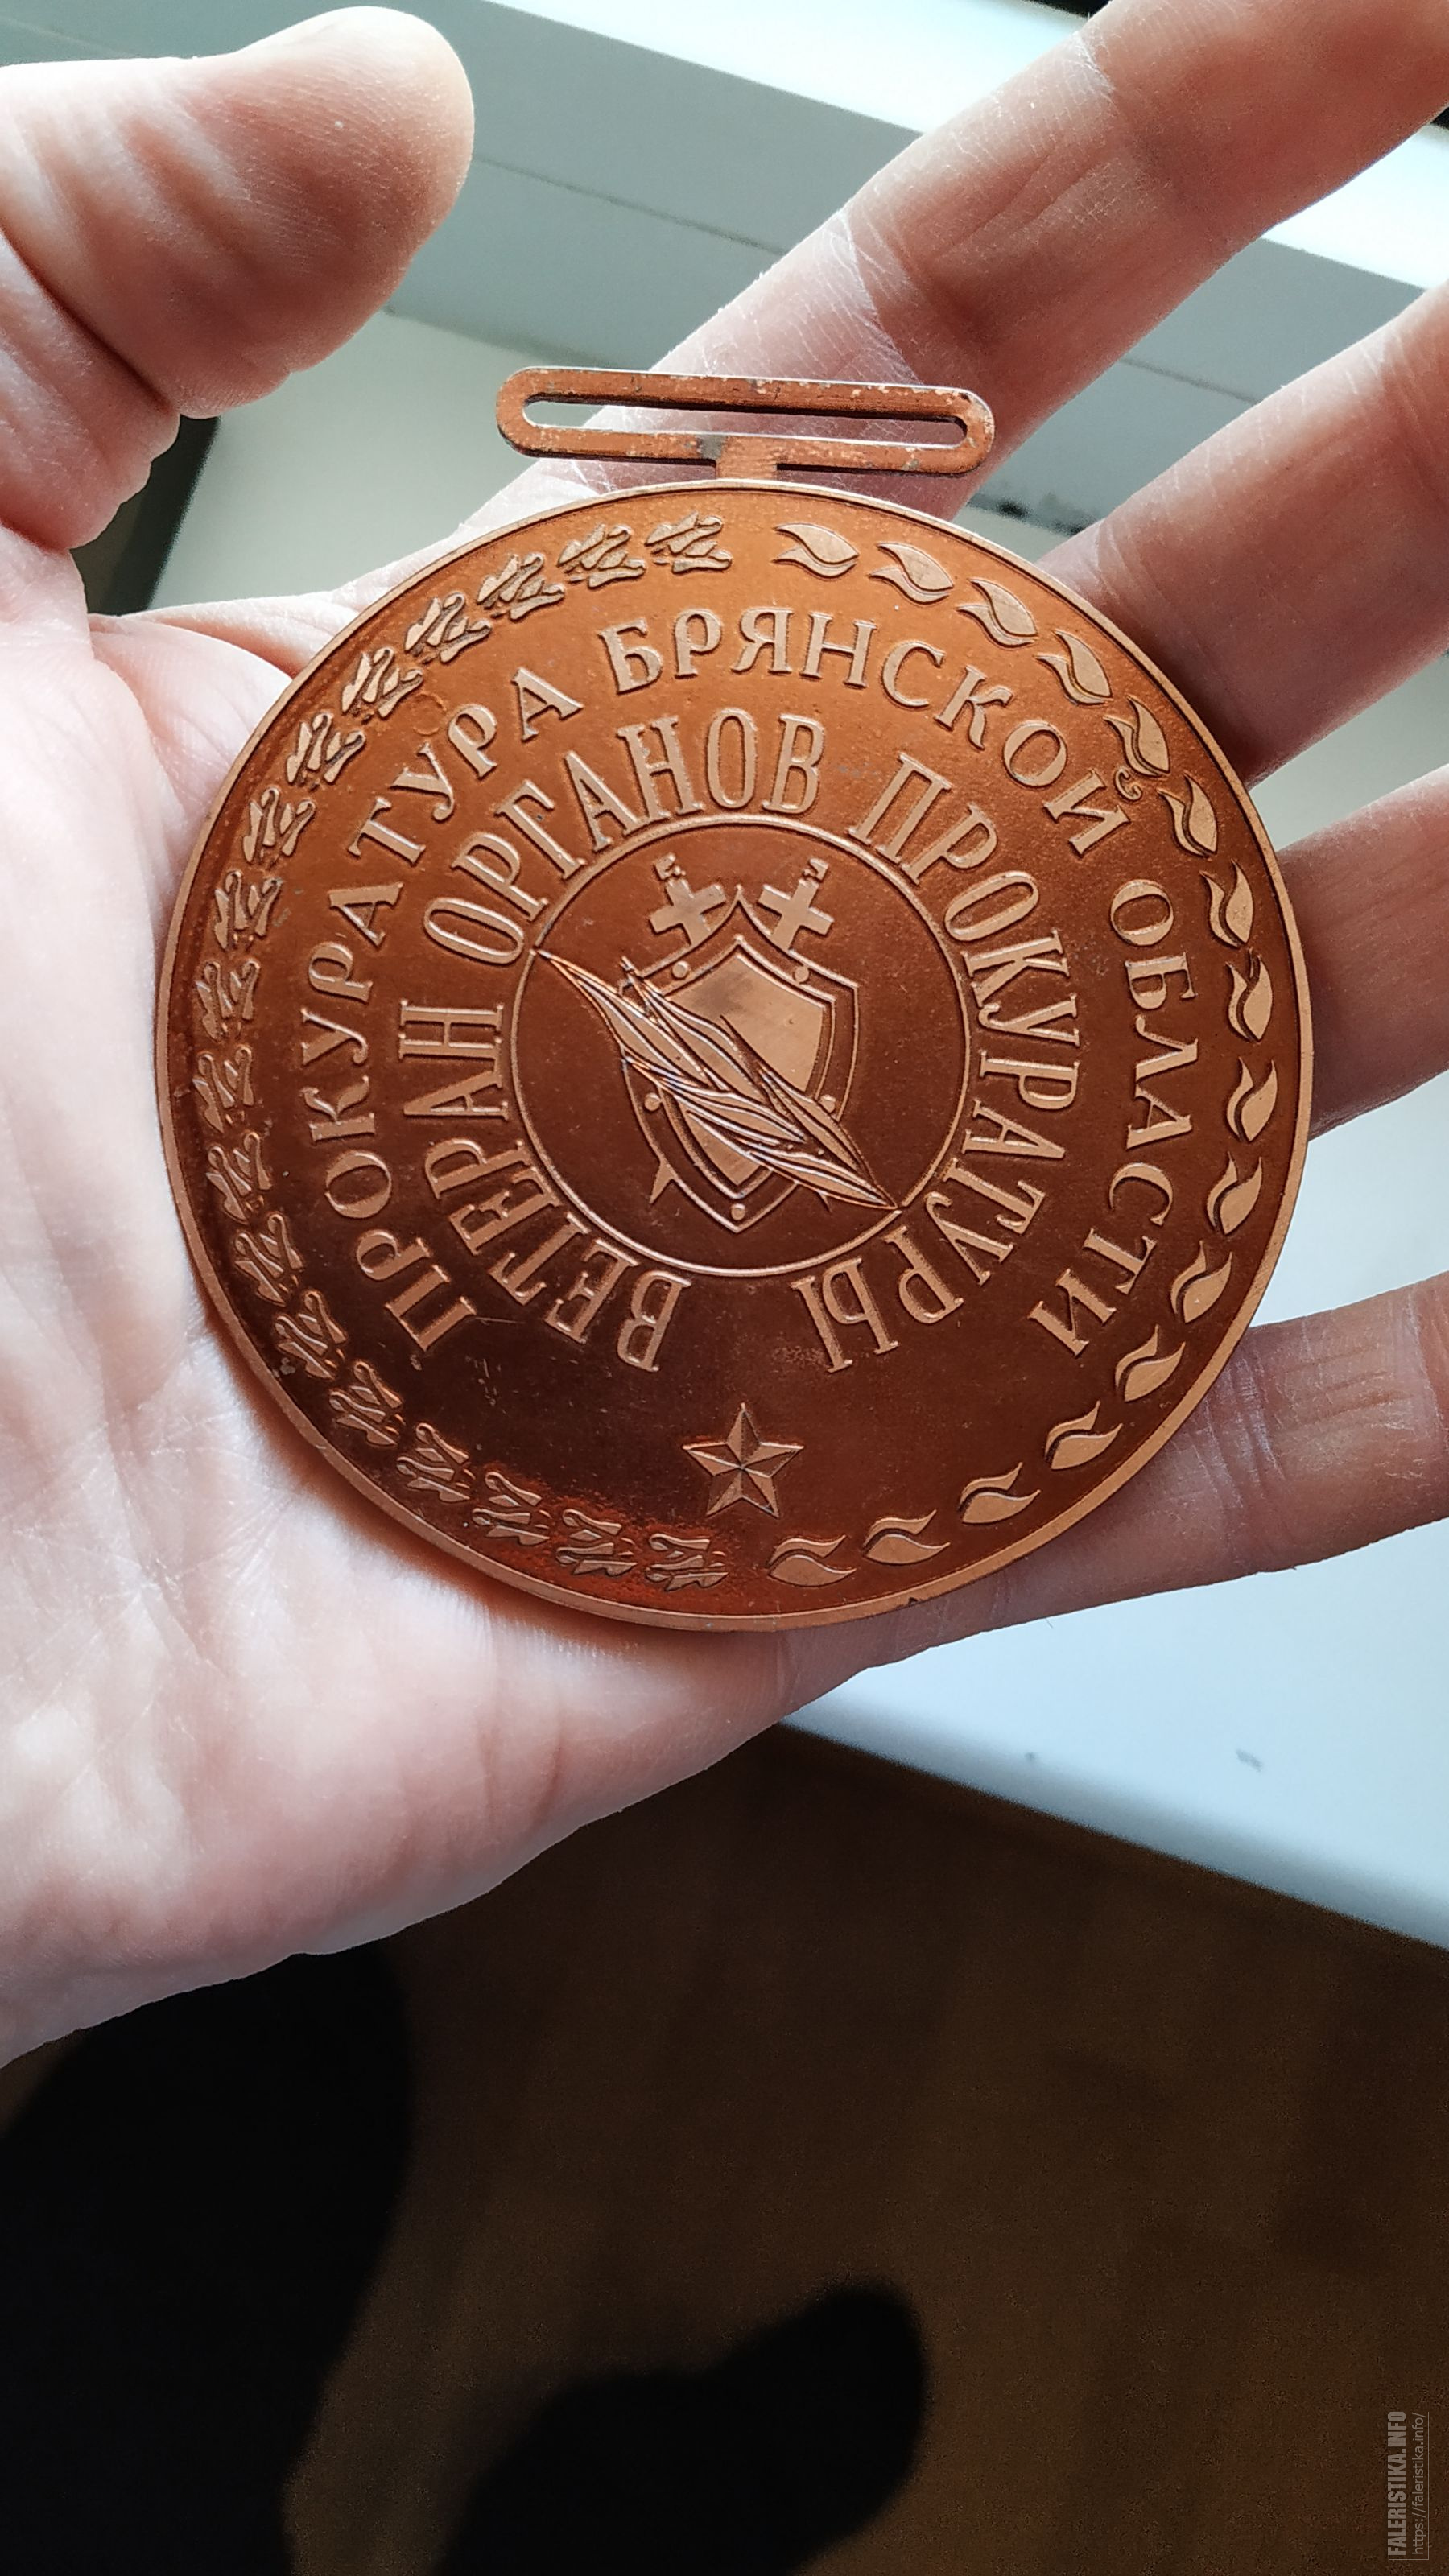 ПРОКУРАТУРА БРЯНСКОЙ ОБЛАСТИ
ВЕТЕРАН ОРГАНОВ ПРОКУРАТУРЫ
FALERISTIKA.INFO
https://faleristika.info/